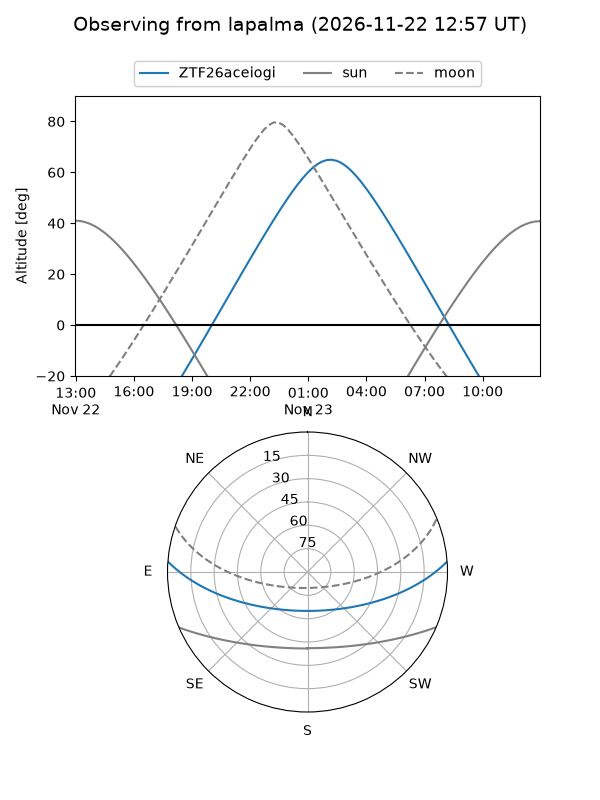 Observing from lapalma (2026-11-22 12:57 UT)
ZTF26aceiogi sun moon
Altitude [deg]
80
60
40
20
0
−20
13:00 16:00 19:00 22:00 01:00 04:00 07:00 10:00
Nov 22 Nov 23
N
NE NW
15
30
45
60
75
E W
SE SW
S